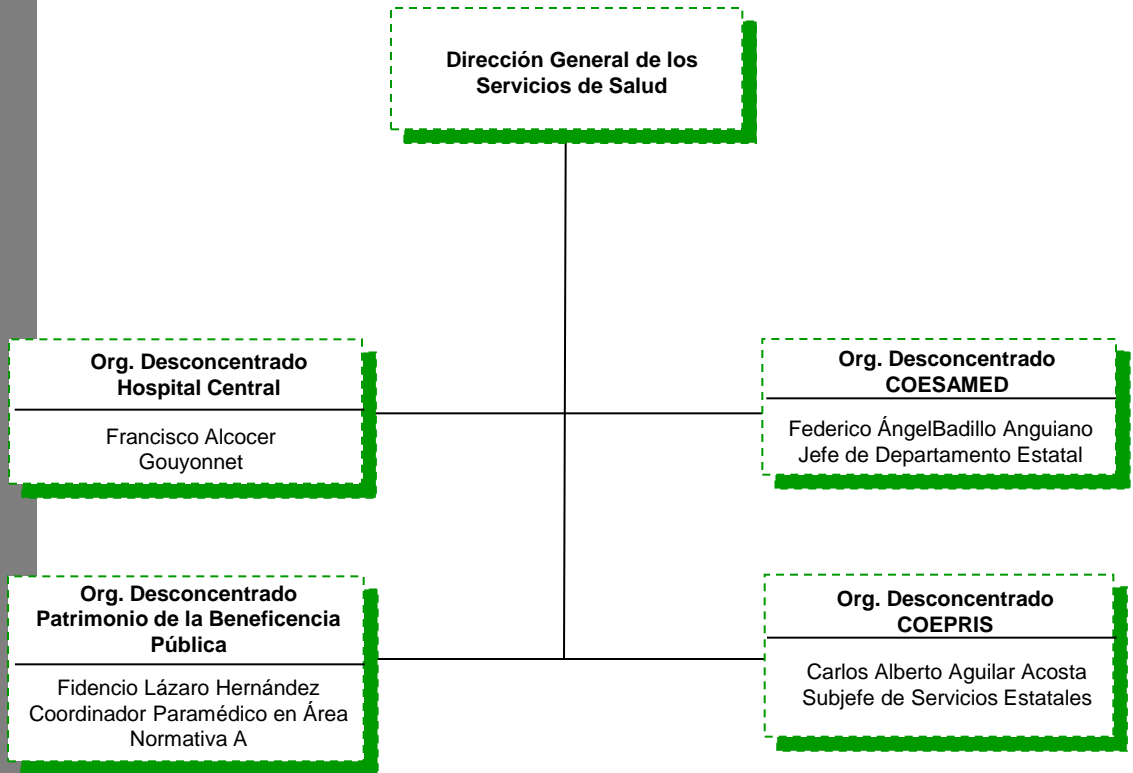 Dirección General de los
Servicios de Salud
Org. Desconcentrado
Hospital Central
Francisco Alcocer
Gouyonnet
Org. Desconcentrado
COESAMED
Federico ÁngelBadillo Anguiano
Jefe de Departamento Estatal
Org. Desconcentrado
Patrimonio de la Beneficencia
Pública
Fidencio Lázaro Hernández
Coordinador Paramédico en Área
Normativa A
Org. Desconcentrado
COEPRIS
Carlos Alberto Aguilar Acosta
Subjefe de Servicios Estatales